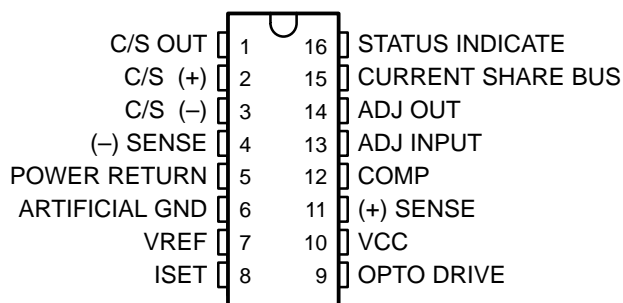 C/S OUT 1 16 STATUS INDICATE
C/S (+) 2 15 CURRENT SHARE BUS
C/S (–) 3 14 ADJ OUT
(–) SENSE 4 13 ADJ INPUT
POWER RETURN 5 12 COMP
ARTIFICIAL GND 6 11 (+) SENSE
VREF 7 10 VCC
ISET 8 9 OPTO DRIVE